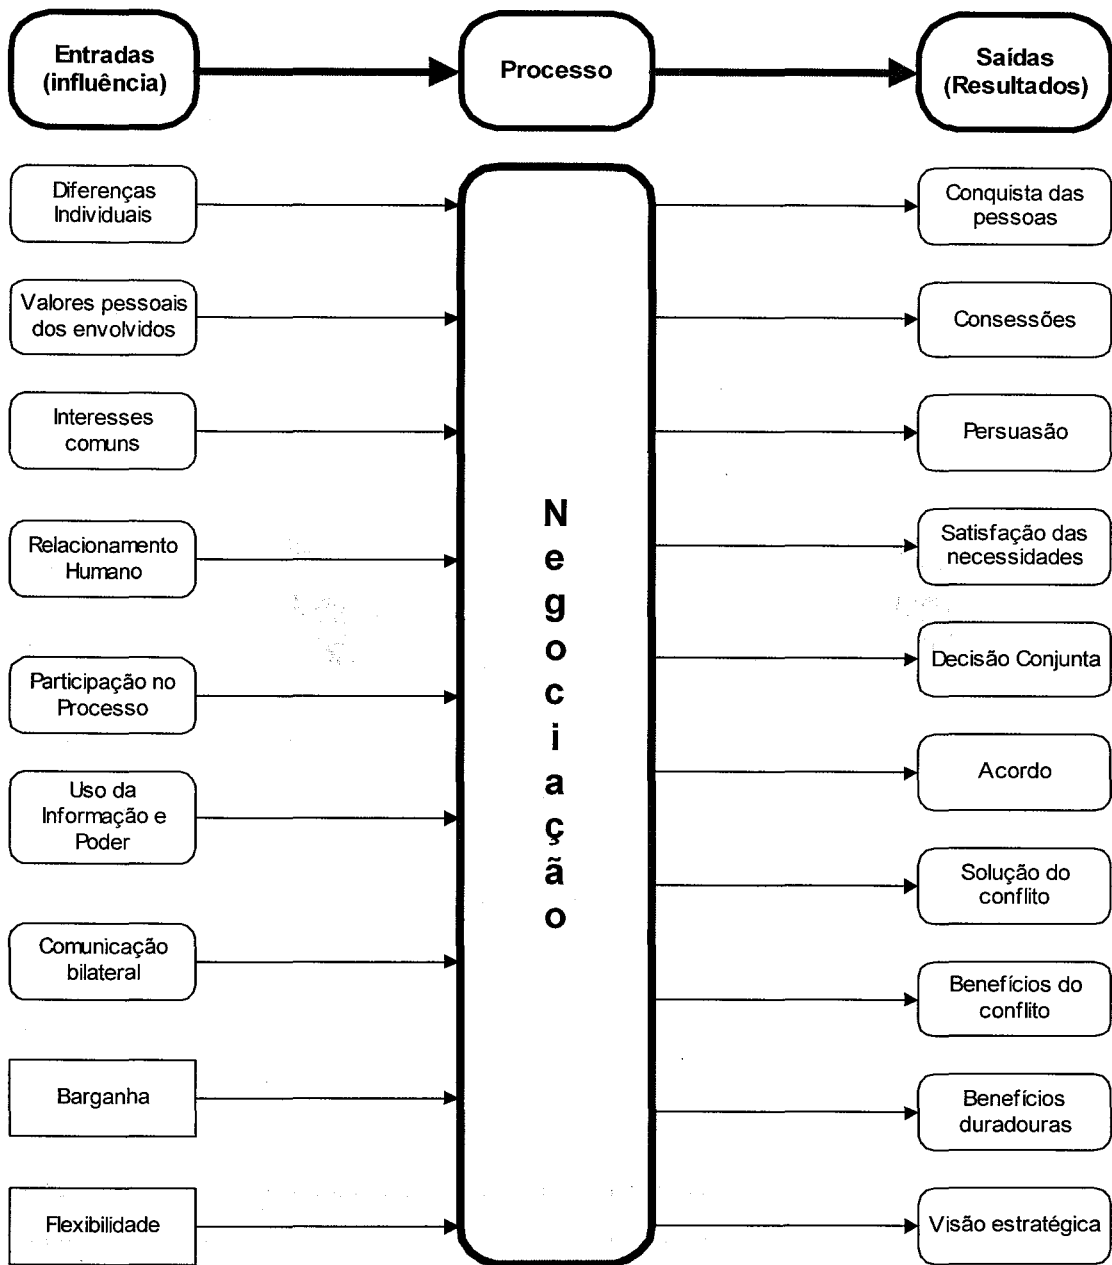 Entradas
(influência)
Processo
Saídas
(Resultados)
Diferenças
Individuais
Valores pessoais
dos envolvidos
Interesses
comuns
Relacionamento
Humano
Participação no
Processo
Uso da
Informação e
Poder
Comunicação
bilateral
Barganha
Flexibilidade
Negociação
Conquista das
pessoas
Consessões
Persuasão
Satisfação das
necessidades
Decisão Conjunta
Acordo
Solução do
conflito
Benefícios do
conflito
Benefícios
duradouras
Visão estratégica